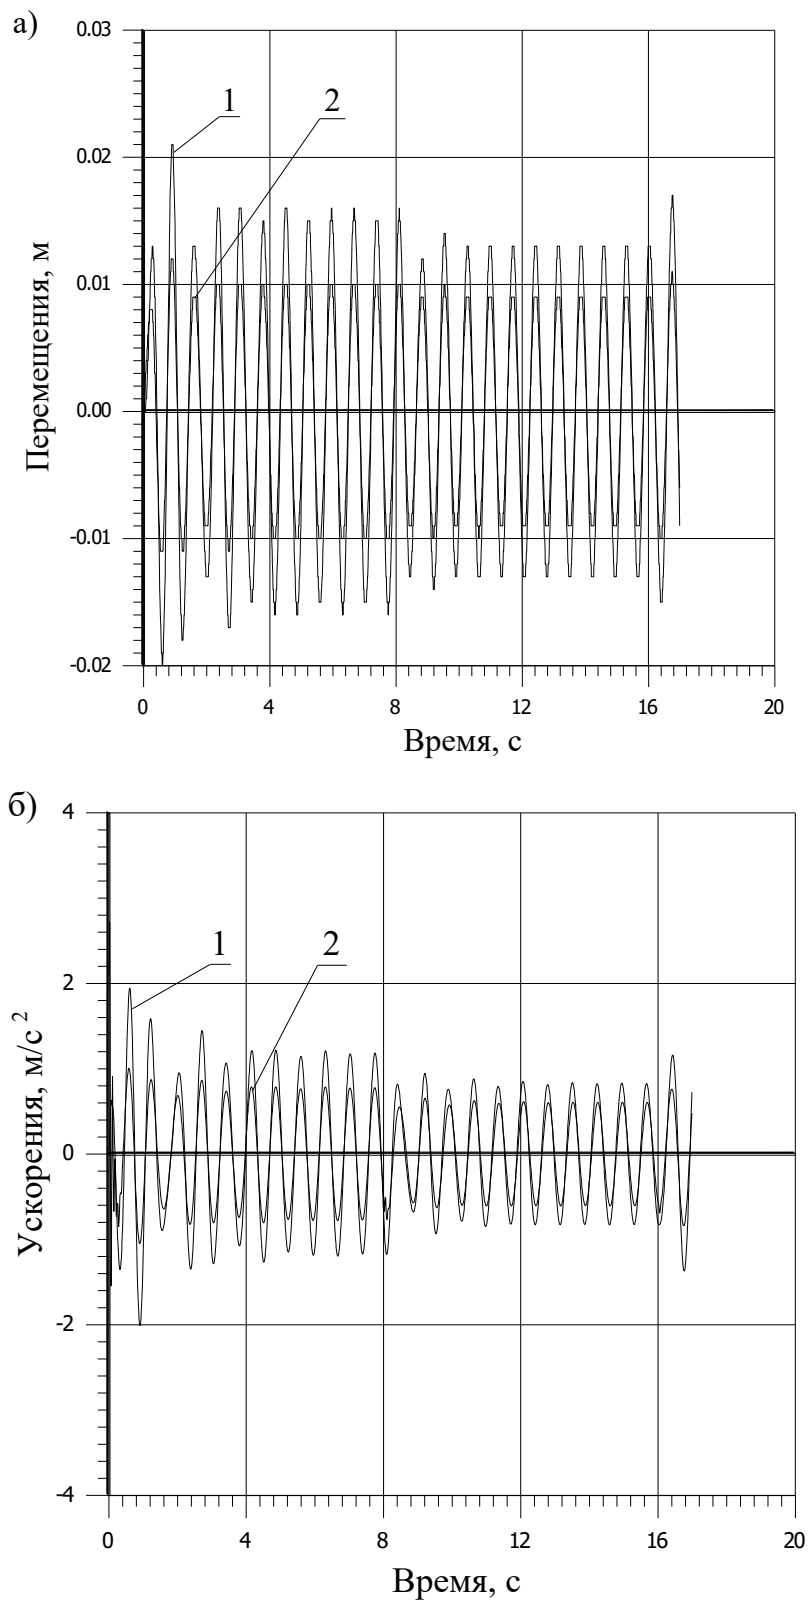 а)
0.03
1
2
0.02
0.01
0.00
-0.01
-0.02
Перемещения, м
0 4 8 12 16 20
Время, с
б)
4
1
2
2
0
-2
-4
Ускорения, м/с 2
0 4 8 12 16 20
Время, с